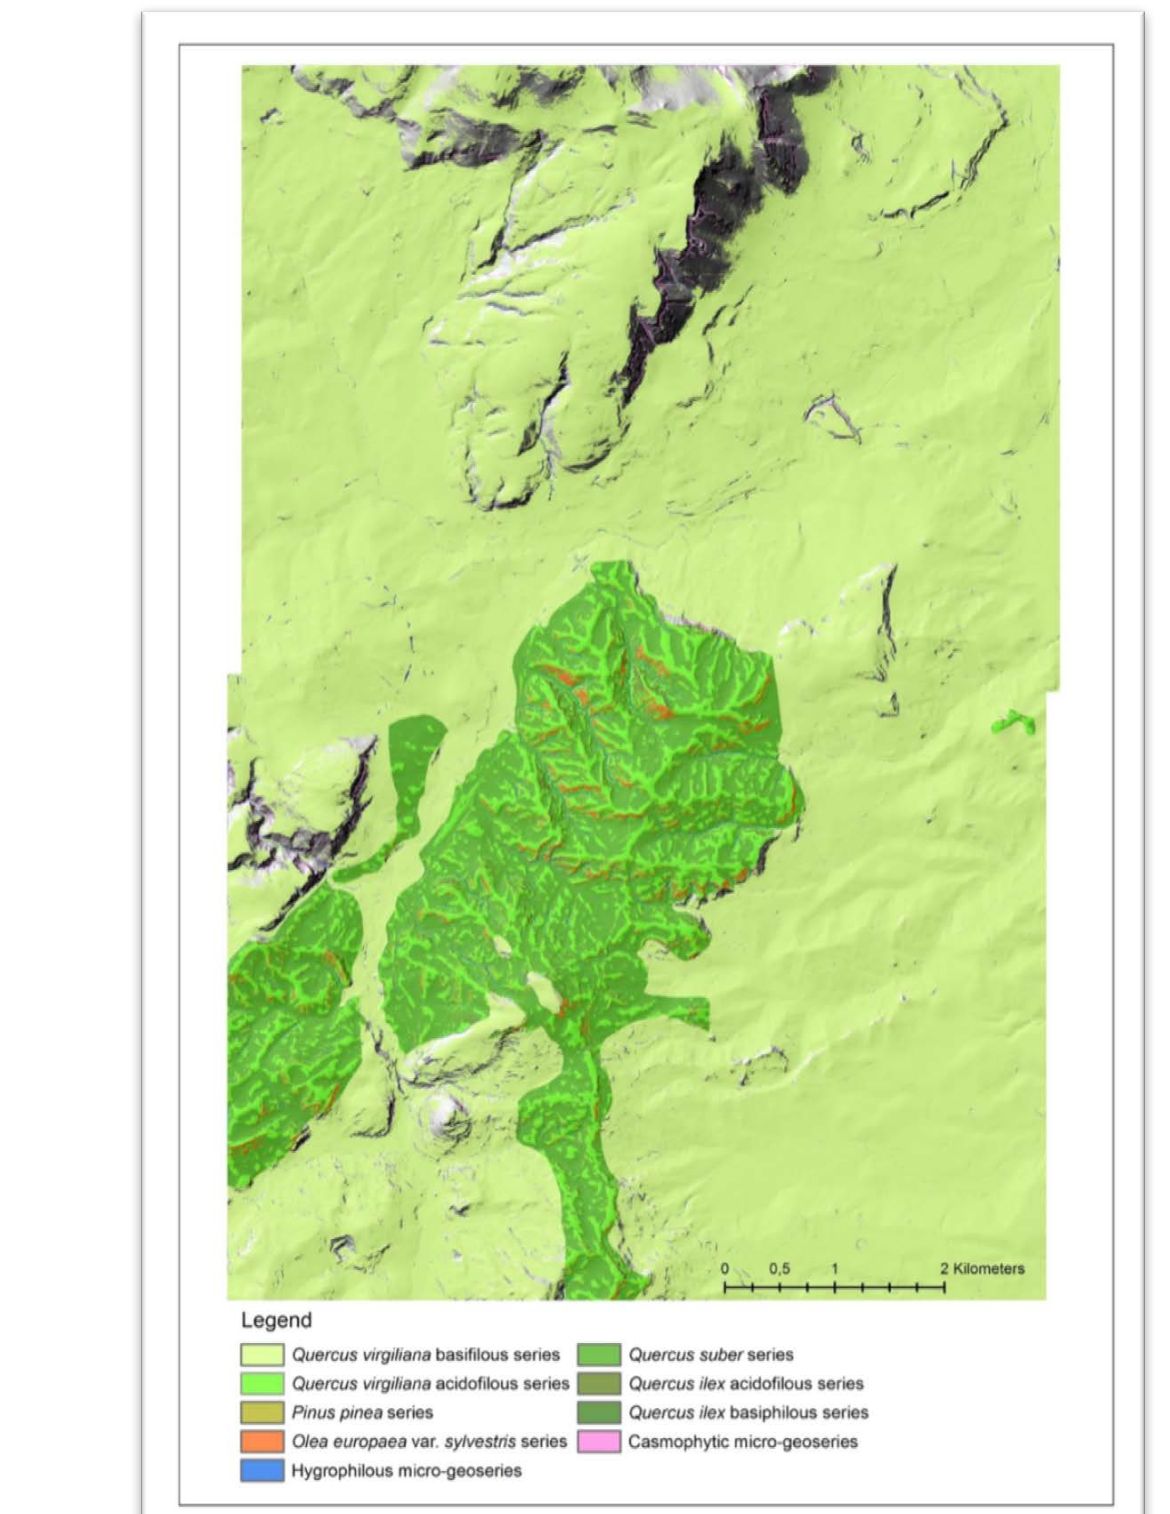 0 0,5 1 2 Kilometers
Legend
Quercus virgiliana basifilous series
Quercus virgiliana acidofilous series
Pinus pinea series
Olea europaea var. sylvestris series
Hygrophilous micro-geoseries
Quercus suber series
Quercus ilex acidofilous series
Quercus ilex basiphilous series
Casmophytic micro-geoseries